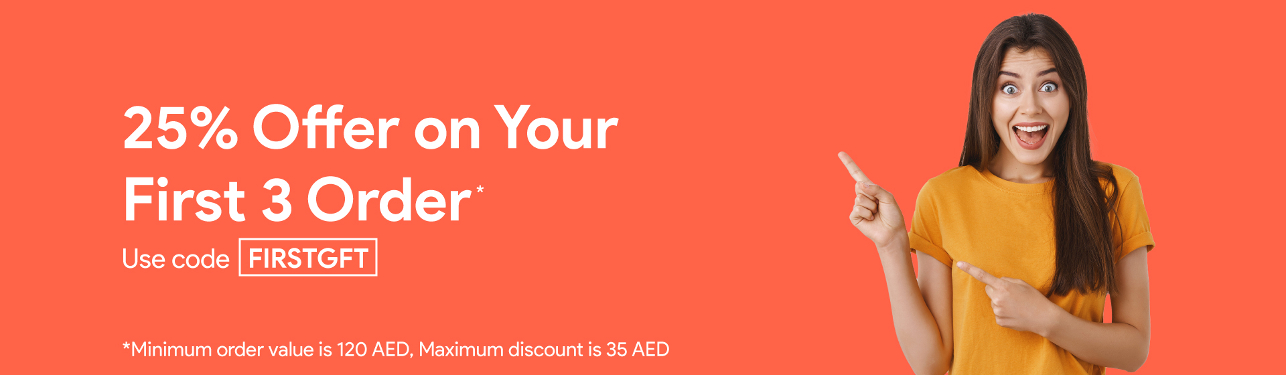 25% Offer on Your
First 3 Order*
Use code FIRSTGFT
*Minimum order value is 120 AED, Maximum discount is 35 AED